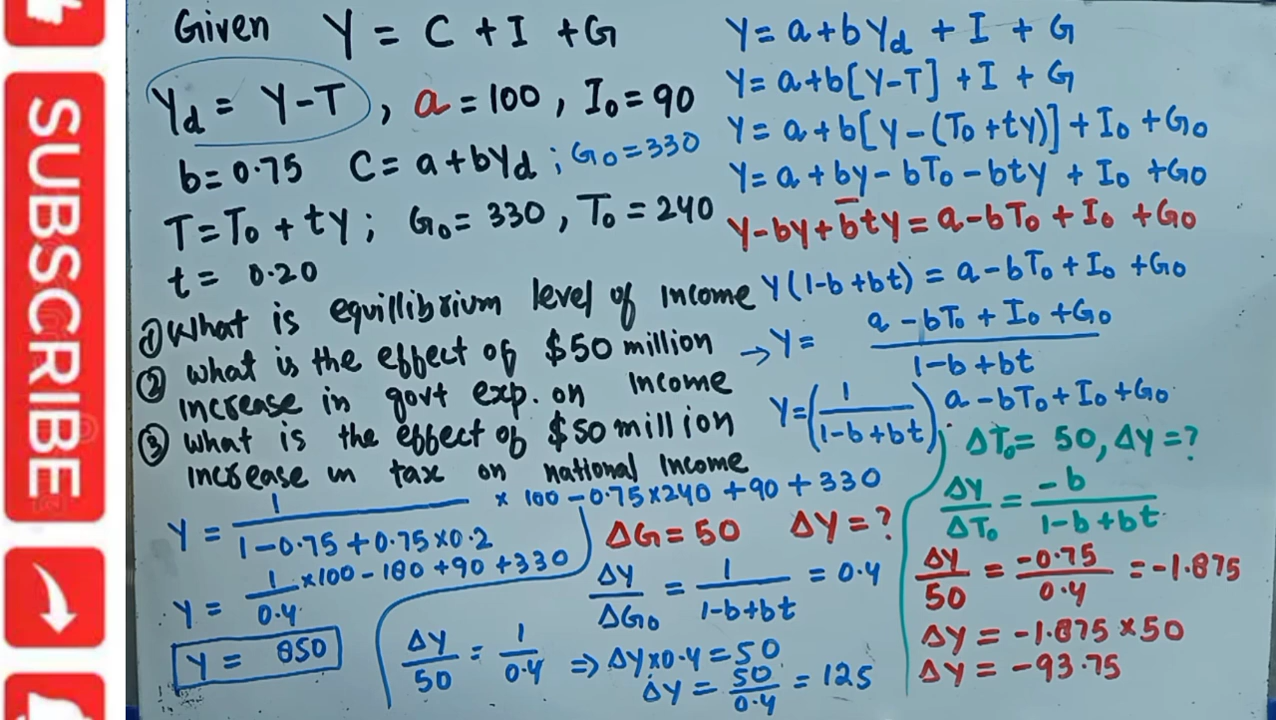 SUBSCRIBE
Given Y = C + I + G
Yd = Y-T , a = 100 , I₀ = 90
b = 0.75 C = a + bYd ; G₀ = 330
T = T₀ + tY ; G₀ = 330 , T₀ = 240
t = 0.20
① What is equillibrium level of Income
② what is the effect of $50 million
increase in govt exp. on Income
③ what is the effect of $50 million
increase in tax on national Income
Y = 1/(1-0.75+0.75×0.2) × 100-0.75×240+90+330
Y = 1/0.4 × 100-180+90+330
Y = 850
Y = a + bYd + I + G
Y = a + b[Y-T] + I + G
Y = a + b[Y-(T₀+tY)] + I₀ + G₀
Y = a + by - bT₀ - bty + I₀ + G₀
Y-by+bty = a-bT₀ + I₀ + G₀
Y(1-b+bt) = a-bT₀ + I₀ + G₀
→ Y = (a-bT₀ + I₀ + G₀)/(1-b+bt)
Y = (1/(1-b+bt)) a-bT₀ + I₀ + G₀
ΔG = 50 ΔY = ?
ΔY/ΔG₀ = 1/(1-b+bt) = 0.4
ΔY/50 = 1/0.4 ⇒ ΔY×0.4 = 50
ΔY = 50/0.4 = 125
ΔT₀ = 50, ΔY = ?
ΔY/ΔT₀ = -b/(1-b+bt)
ΔY/50 = -0.75/0.4 = -1.875
ΔY = -1.875 × 50
ΔY = -93.75